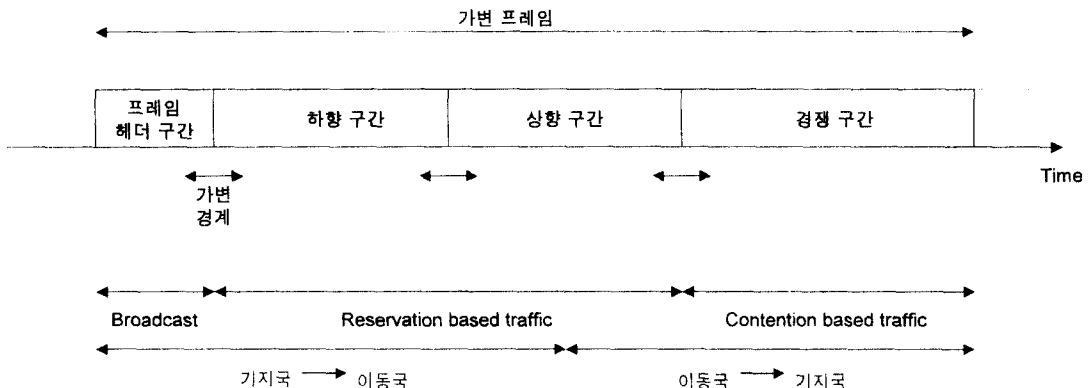 가변 프레임
프레임
헤더 구간
하향 구간
상향 구간
경쟁 구간
Time
가변
경계
Broadcast
Reservation based traffic
Contention based traffic
기지국 이동국
이동국 기지국